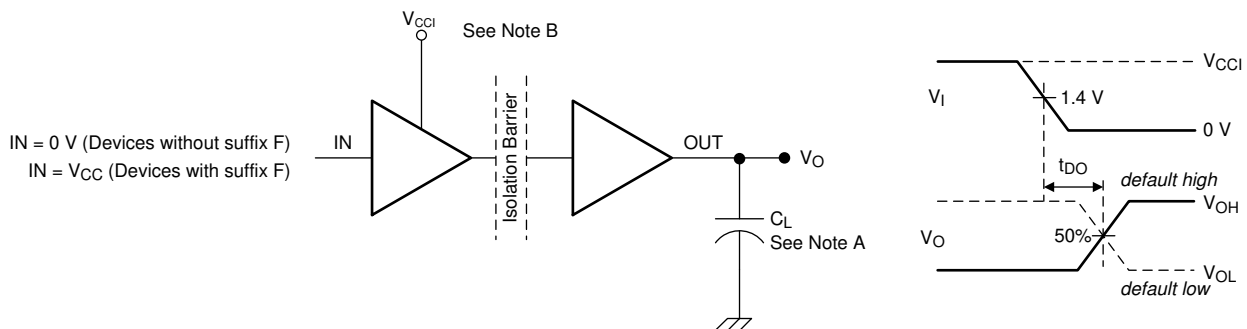 VCCI
See Note B
IN = 0 V (Devices without suffix F)
IN = VCC (Devices with suffix F)
IN
Isolation Barrier
OUT
VO
CL
See Note A
VI
VCCI
1.4 V
0 V
tDO
default high
VOH
VO
50%
VOL
default low